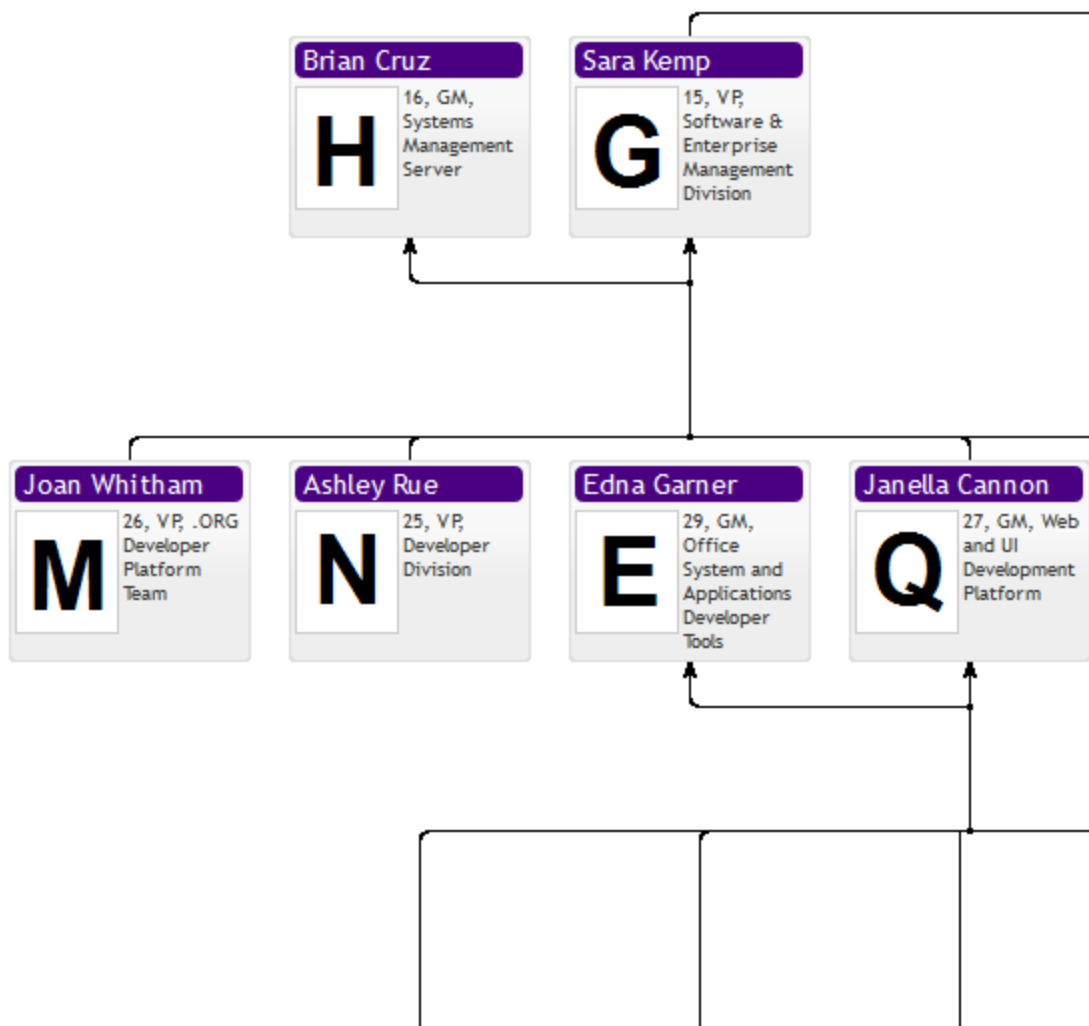 Brian Cruz
H
16, GM,
Systems
Management
Server
Sara Kemp
G
15, VP,
Software &
Enterprise
Management
Division
Joan Whitham
M
26, VP, .ORG
Developer
Platform
Team
Ashley Rue
N
25, VP,
Developer
Division
Edna Garner
E
29, GM,
Office
System and
Applications
Developer
Tools
Janella Cannon
Q
27, GM, Web
and UI
Development
Platform